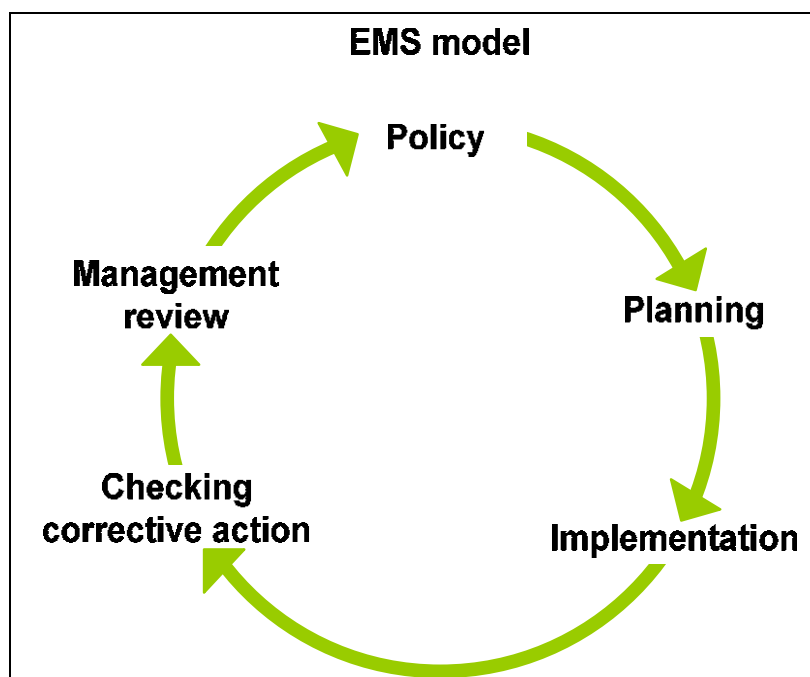 EMS model
Policy
Planning
Implementation
Checking
corrective action
Management
review